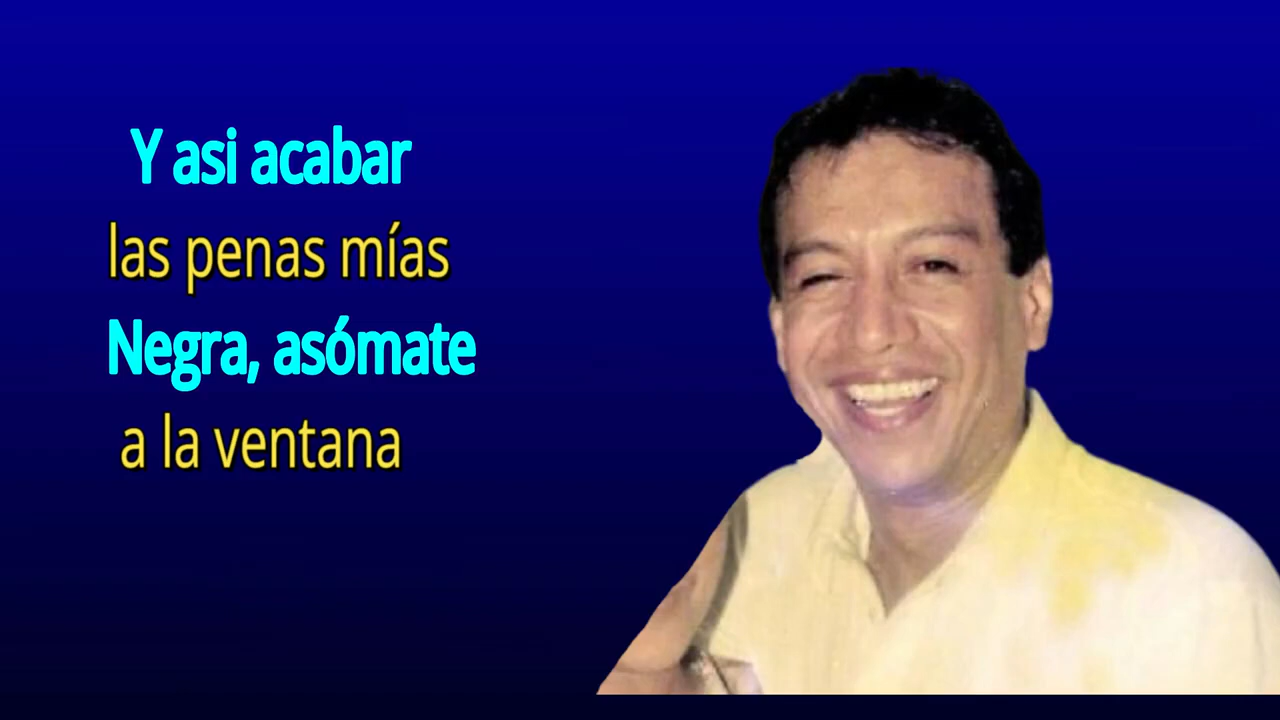 Y asi acabar
las penas mías
Negra, asómate
a la ventana